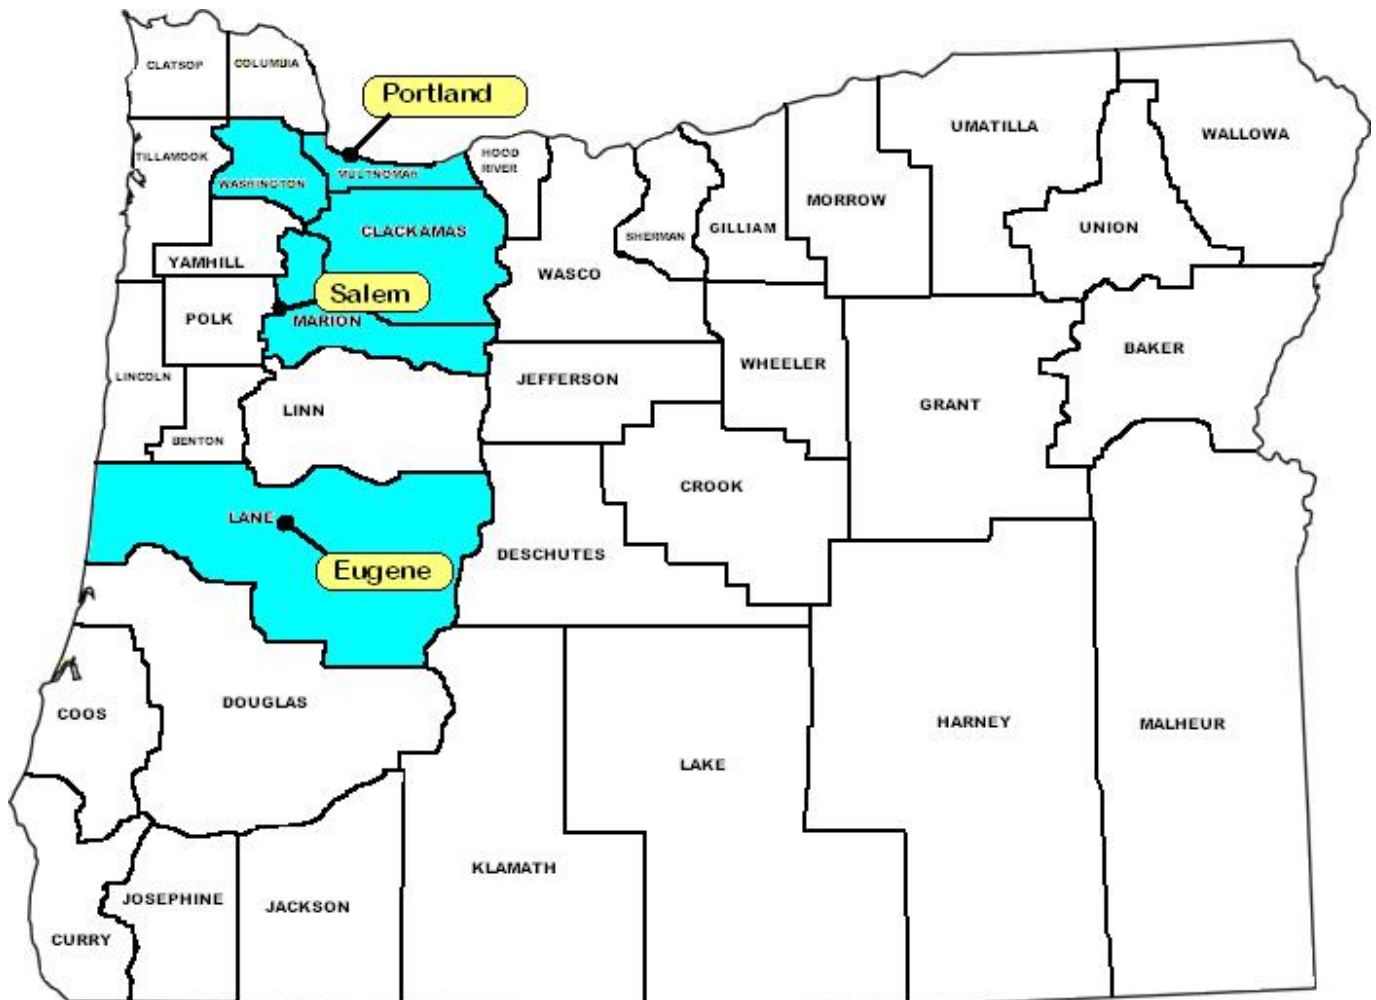 CLATSOP
COLUMBIA
Portland
TILLAMOOK
WASHINGTON
MULTNOMAH
HOOD
RIVER
CLACKAMAS
YAMHILL
Salem
POLK
MARION
WASCO
SHERMAN
GILLIAM
MORROW
UMATILLA
UNION
WALLOWA
LINCOLN
BENTON
LINN
JEFFERSON
WHEELER
GRANT
BAKER
LANE
Eugene
DESCHUTES
CROOK
COOS
DOUGLAS
LAKE
HARNEY
MALHEUR
KLAMATH
CURRY
JOSEPHINE
JACKSON